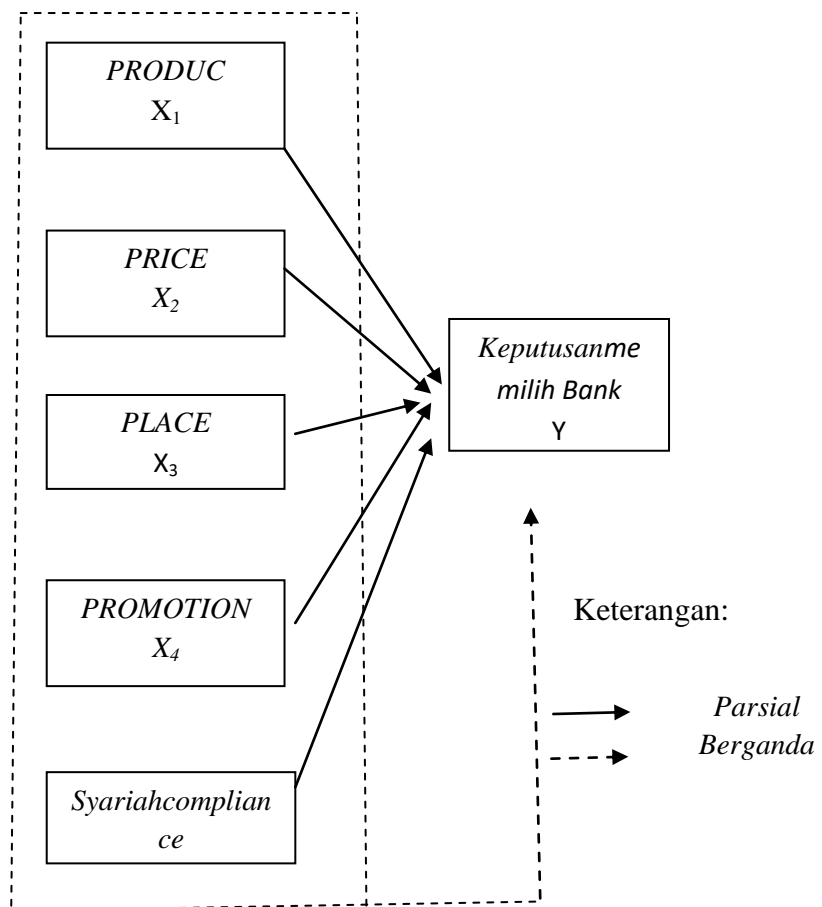 PRODUC
X₁
PRICE
X₂
PLACE
X₃
PROMOTION
X₄
Syariahcomplian
ce
Keputusanme
milih Bank
Y
Keterangan:
Parsial
Berganda